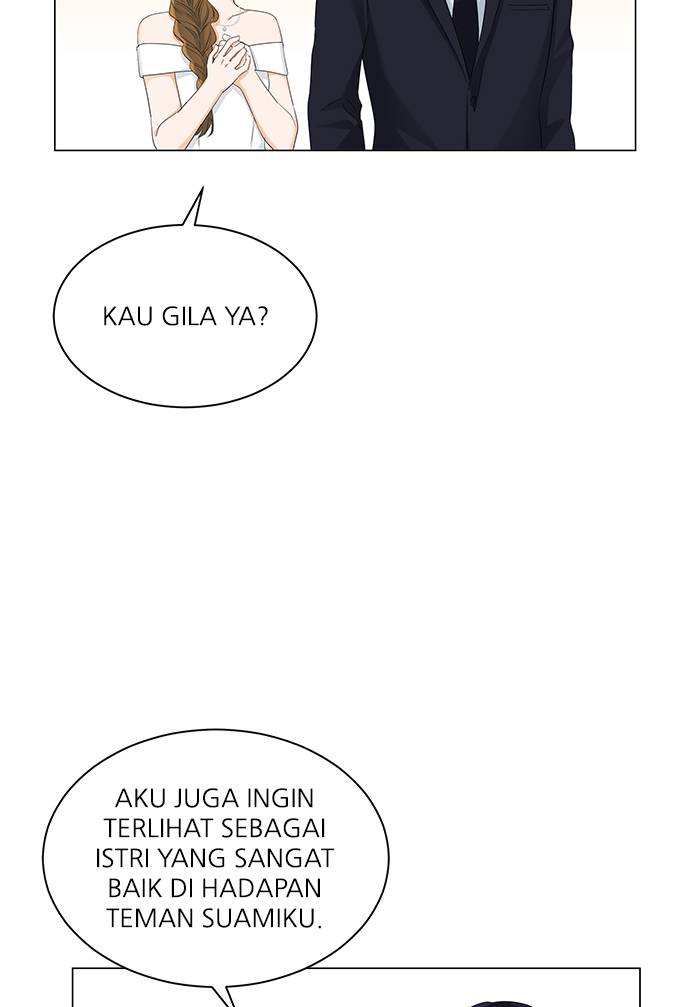 KAU GILA YA?
AKU JUGA INGIN
TERLIHAT SEBAGAI
ISTRI YANG SANGAT
BAIK DI HADAPAN
TEMAN SUAMIKU.